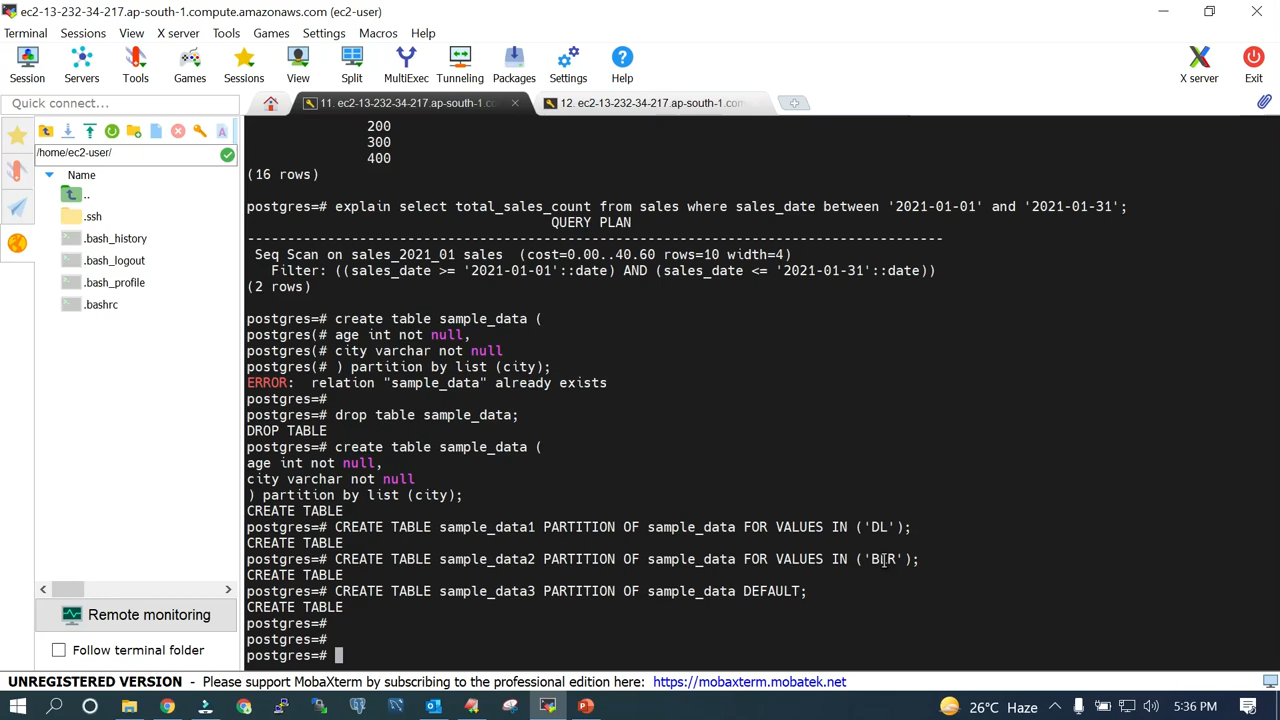 ec2-13-232-34-217.ap-south-1.compute.amazonaws.com (ec2-user)
Terminal Sessions View X server Tools Games Settings Macros Help
Session Servers Tools Games Sessions View Split MultiExec Tunneling Packages Settings Help X server Exit
Quick connect...
11. ec2-13-232-34-217.ap-south-1.co
12. ec2-13-232-34-217.ap-south-1.com
/home/ec2-user/
Name
..
.ssh
.bash_history
.bash_logout
.bash_profile
.bashrc
Remote monitoring
Follow terminal folder
200
300
400
(16 rows)
postgres=# explain select total_sales_count from sales where sales_date between '2021-01-01' and '2021-01-31';
QUERY PLAN
---------------------------------------------------------------------------------------
Seq Scan on sales_2021_01 sales  (cost=0.00..40.60 rows=10 width=4)
Filter: ((sales_date >= '2021-01-01'::date) AND (sales_date <= '2021-01-31'::date))
(2 rows)
postgres=# create table sample_data (
postgres(# age int not null,
postgres(# city varchar not null
postgres(# ) partition by list (city);
ERROR:  relation "sample_data" already exists
postgres=#
postgres=# drop table sample_data;
DROP TABLE
postgres=# create table sample_data (
age int not null,
city varchar not null
) partition by list (city);
CREATE TABLE
postgres=# CREATE TABLE sample_data1 PARTITION OF sample_data FOR VALUES IN ('DL');
CREATE TABLE
postgres=# CREATE TABLE sample_data2 PARTITION OF sample_data FOR VALUES IN (
CREATE TABLE
postgres=# CREATE TABLE sample_data3 PARTITION OF sample_data DEFAULT;
CREATE TABLE
postgres=#
postgres=#
postgres=#
UNREGISTERED VERSION - Please support MobaXterm by subscribing to the professional edition here: https://mobaxterm.mobatek.net
26°C Haze
5:36 PM